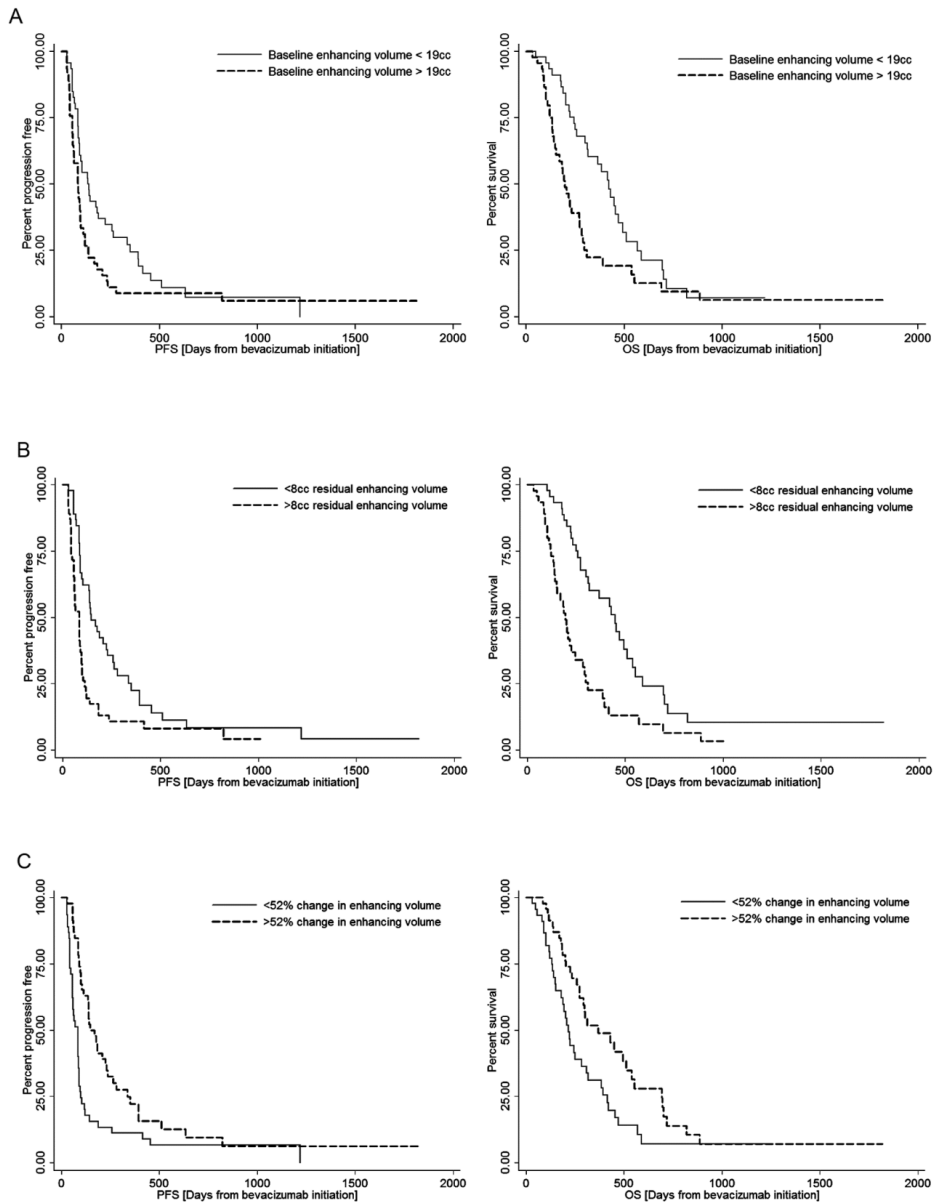 A
100.00
75.00
50.00
25.00
0.00
Percent progression free
Baseline enhancing volume < 19cc
Baseline enhancing volume > 19cc
0 500 1000 1500 2000
PFS [Days from bevacizumab initiation]
100.00
75.00
50.00
25.00
0.00
Percent survival
Baseline enhancing volume < 19cc
Baseline enhancing volume > 19cc
0 500 1000 1500 2000
OS [Days from bevacizumab initiation]
B
100.00
75.00
50.00
25.00
0.00
Percent progression free
<8cc residual enhancing volume
>8cc residual enhancing volume
0 500 1000 1500 2000
PFS [Days from bevacizumab initiation]
100.00
75.00
50.00
25.00
0.00
Percent survival
<8cc residual enhancing volume
>8cc residual enhancing volume
0 500 1000 1500 2000
OS [Days from bevacizumab initiation]
C
100.00
75.00
50.00
25.00
0.00
Percent progression free
<52% change in enhancing volume
>52% change in enhancing volume
0 500 1000 1500 2000
PFS [Days from bevacizumab initiation]
100.00
75.00
50.00
25.00
0.00
Percent survival
<52% change in enhancing volume
>52% change in enhancing volume
0 500 1000 1500 2000
OS [Days from bevacizumab initiation]